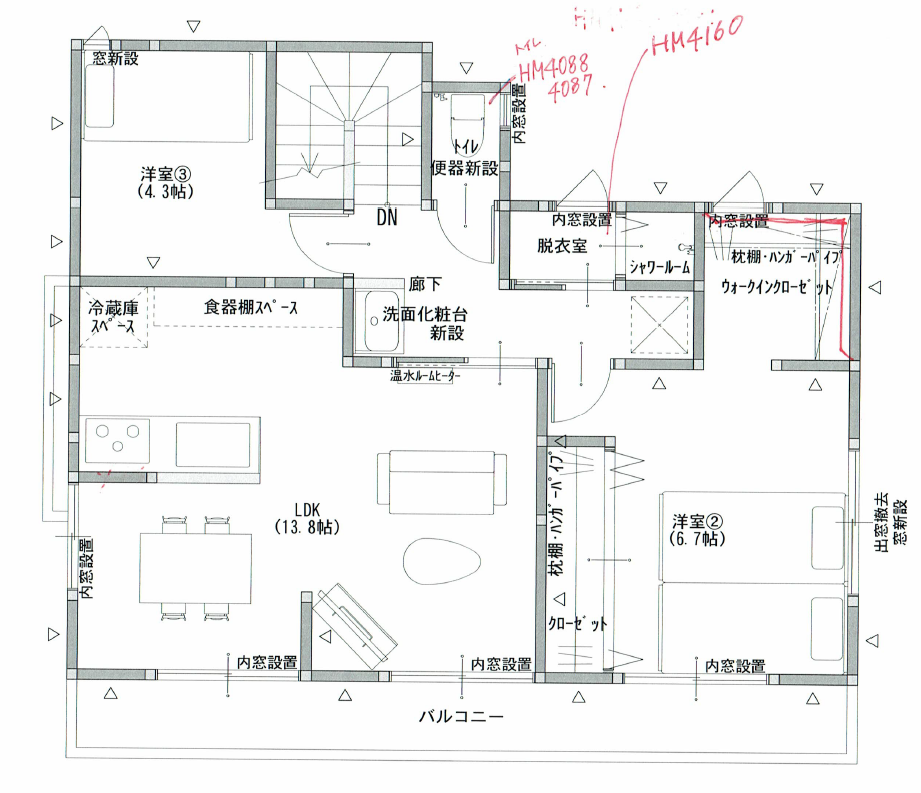 HM4160
トイレ
HM4088
4087.
窓新設
内窓設置
ﾄｲﾚ
便器新設
洋室③
(4.3帖)
DN
内窓設置
脱衣室
ｼｬﾜｰﾙｰﾑ
内窓設置
枕棚・ﾊﾝｶﾞｰﾊﾟｲﾌﾟ
ｳｫｰｸｲﾝｸﾛｰｾﾞｯﾄ
廊下
洗面化粧台
新設
冷蔵庫
ｽﾍﾟｰｽ
食器棚ｽﾍﾟｰｽ
温水ﾙｰﾑﾋｰﾀｰ
LDK
(13.8帖)
枕棚・ﾊﾝｶﾞｰﾊﾟｲﾌﾟ
洋室②
(6.7帖)
出窓撤去
窓新設
内窓設置
ｸﾛｰｾﾞｯﾄ
内窓設置
内窓設置
内窓設置
バルコニー